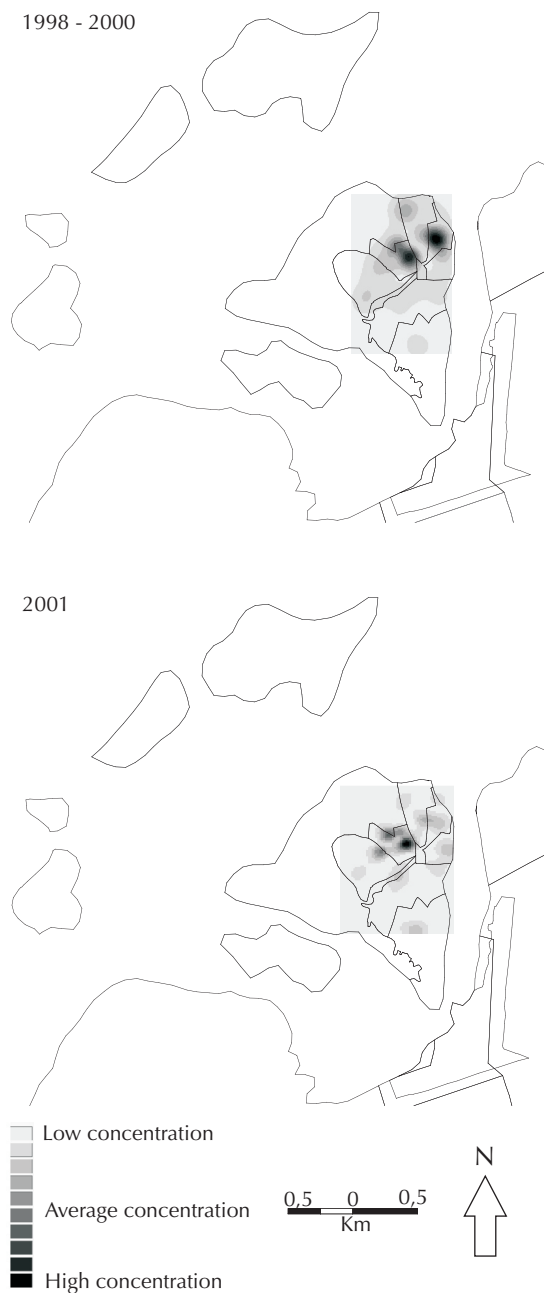 1998 - 2000
2001
Low concentration
Average concentration
High concentration
0,5 0 0,5
Km
N